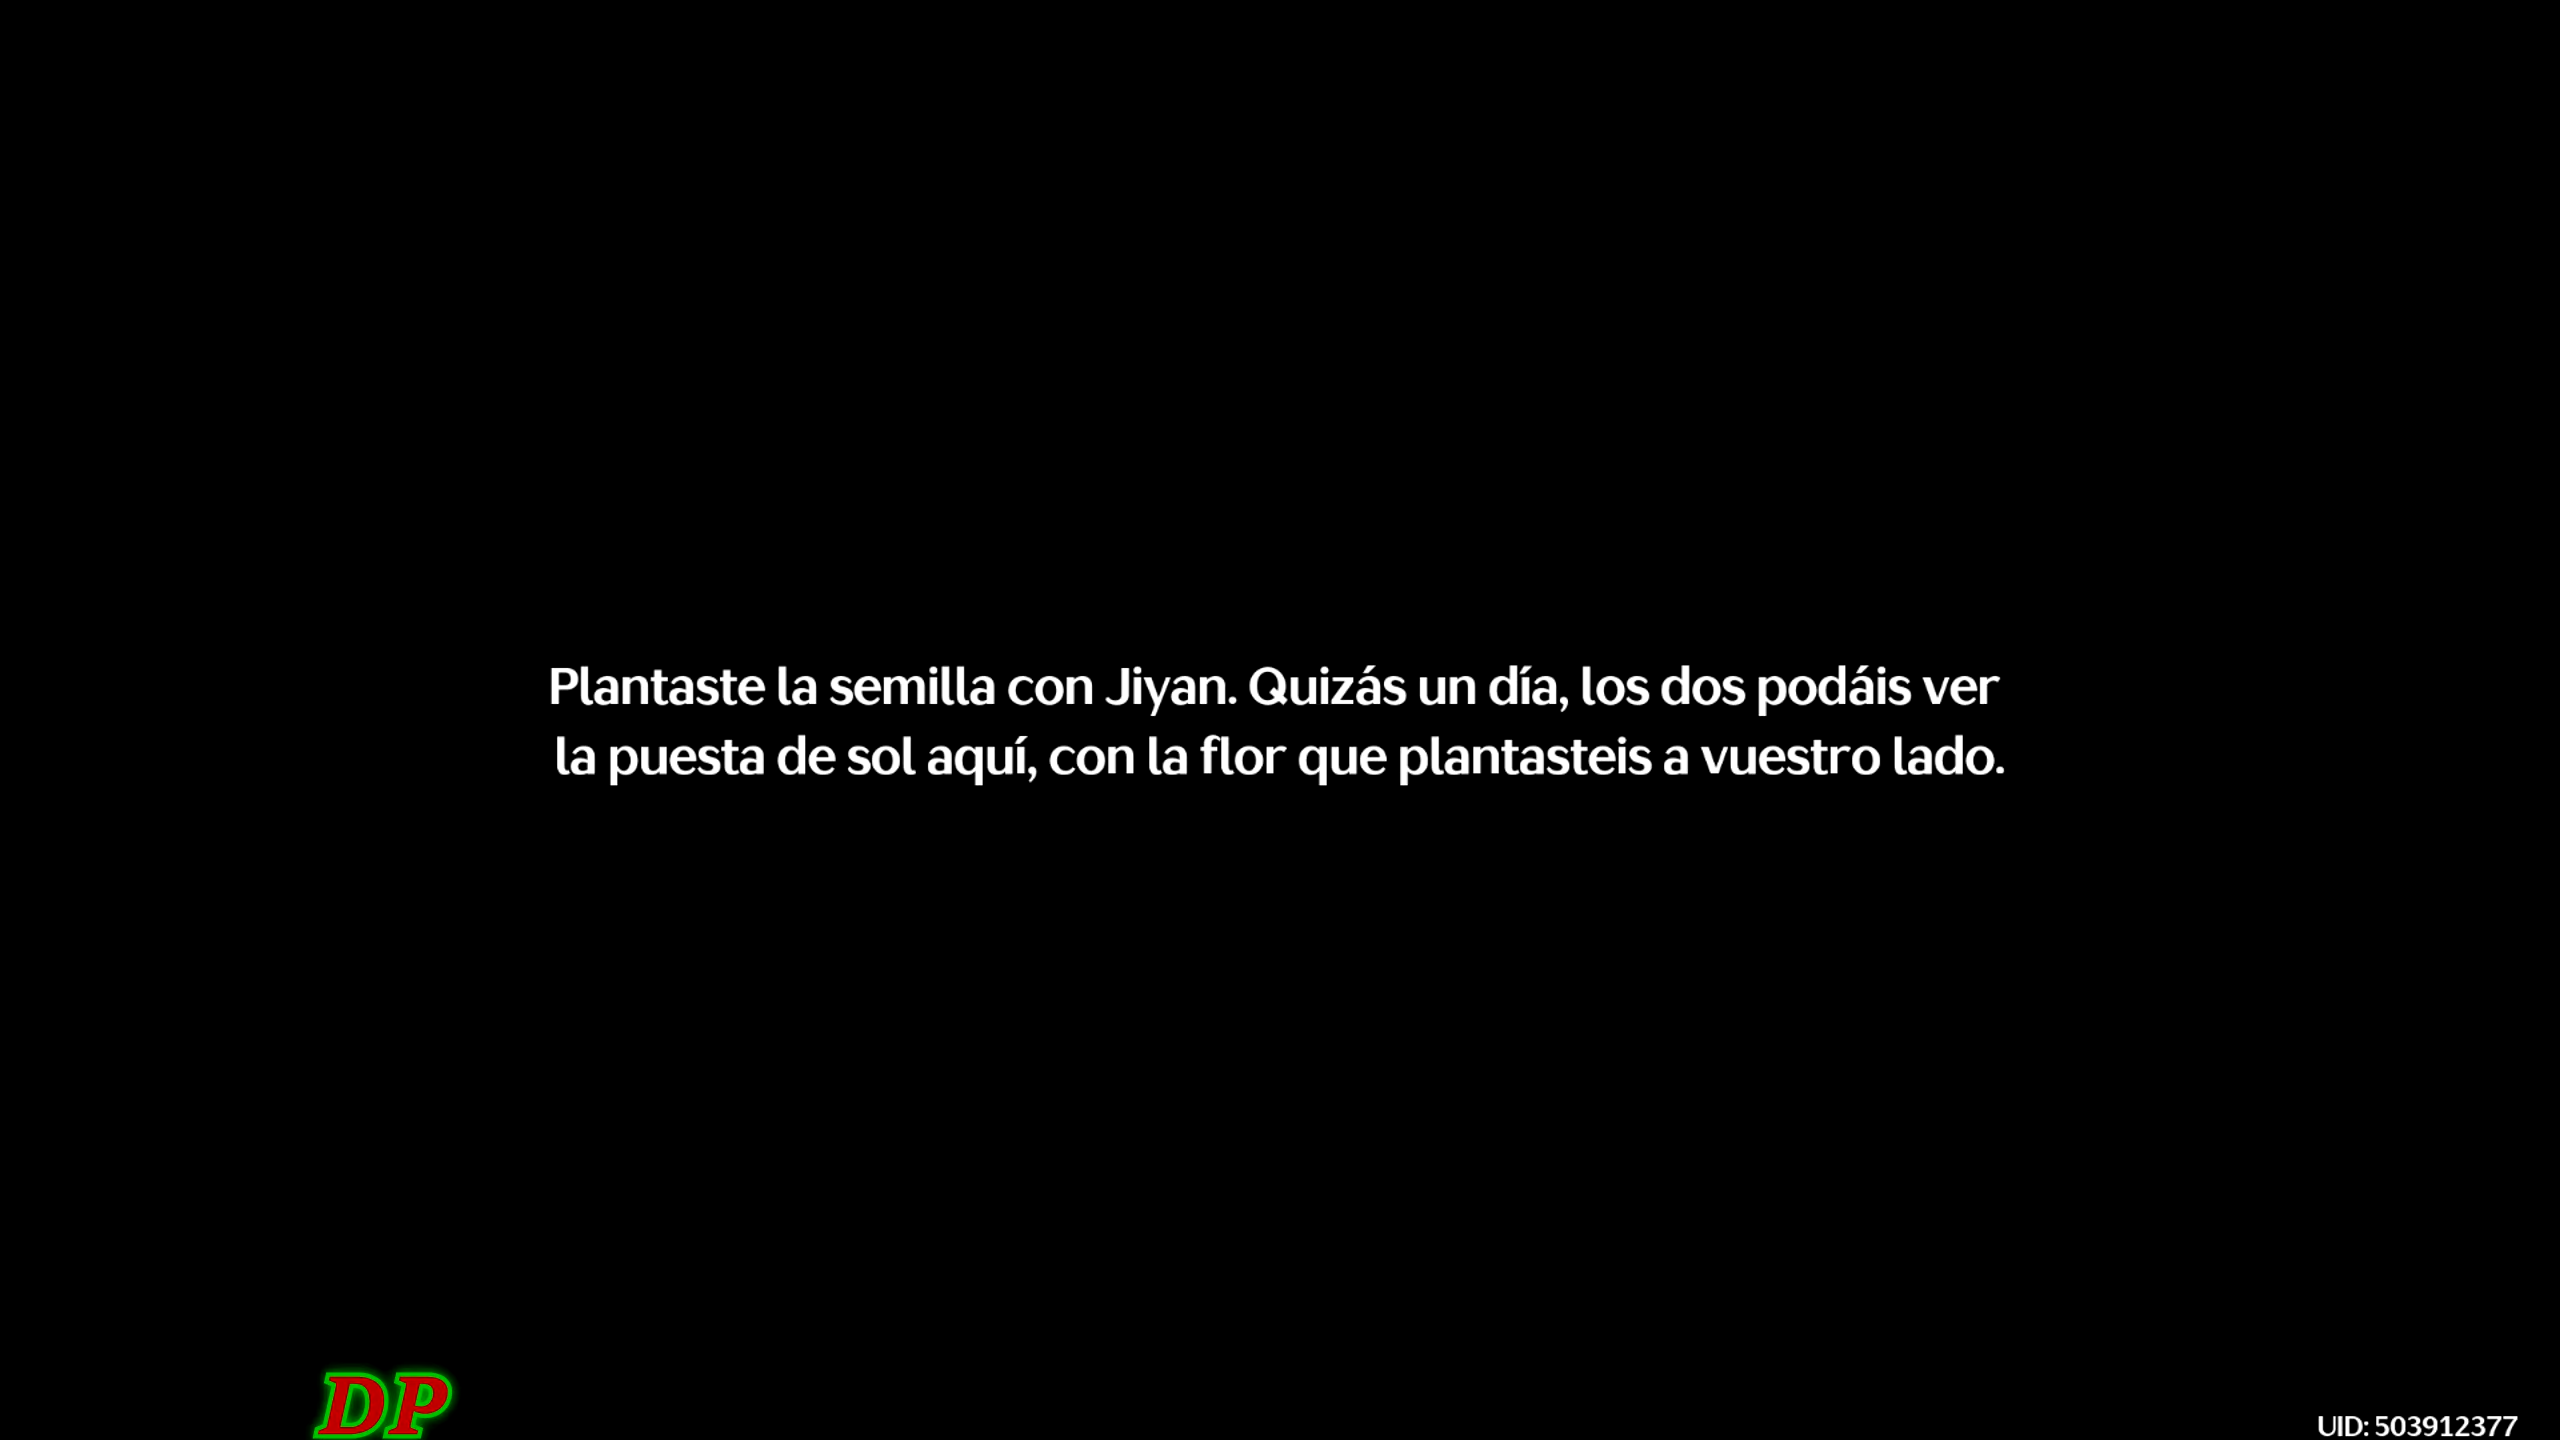 Plantaste la semilla con Jiyan. Quizás un día, los dos podáis ver
la puesta de sol aquí, con la flor que plantasteis a vuestro lado.
DP
UID: 503912377